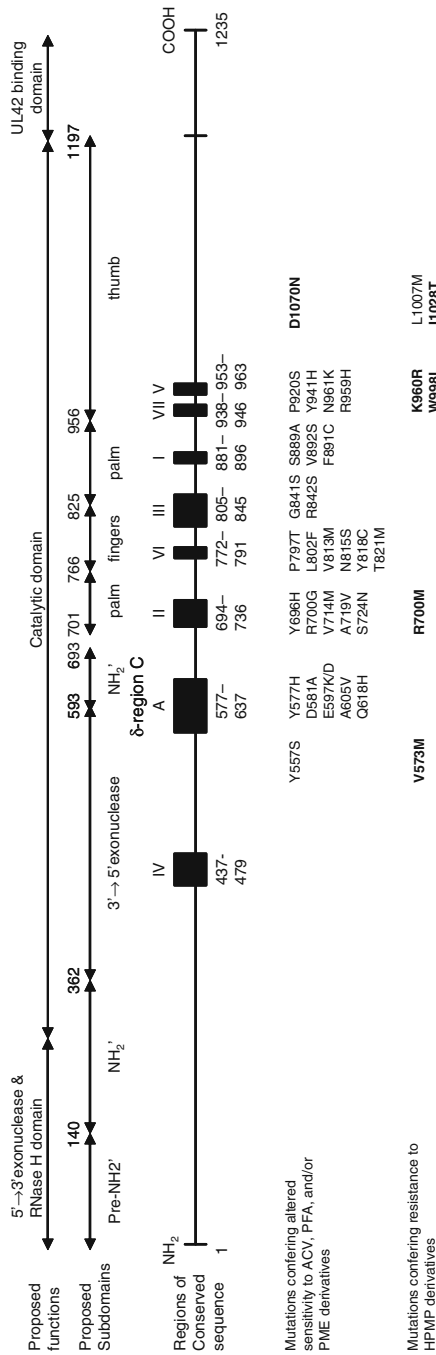 Proposed functions
5'→3'exonuclease & RNase H domain
Catalytic domain
UL42 binding domain
Proposed Subdomains
140 362 593 693 701 766 825 956 1197
Pre-NH2' NH2' 3'→ 5'exonuclease NH2' palm fingers palm thumb
δ-region C
Regions of Conserved sequence
NH2 IV A II VI III I VII V COOH
1
437-
479
577–
637
694–
736
772–
791
805–
845
881–
896
938–
946
953–
963
1235
Mutations confering altered
sensitivity to ACV, PFA, and/or
PME derivatives
Y557S
Y577H
D581A
E597K/D
A605V
Q618H
Y696H
R700G
V714M
A719V
S724N
P797T
L802F
V813M
N815S
Y818C
T821M
G841S
R842S
S889A
V892S
F891C
P920S
Y941H
N961K
R959H
D1070N
Mutations confering resistance to
HPMP derivatives
V573M
R700M
K960R
W998L
L1007M
I1028T